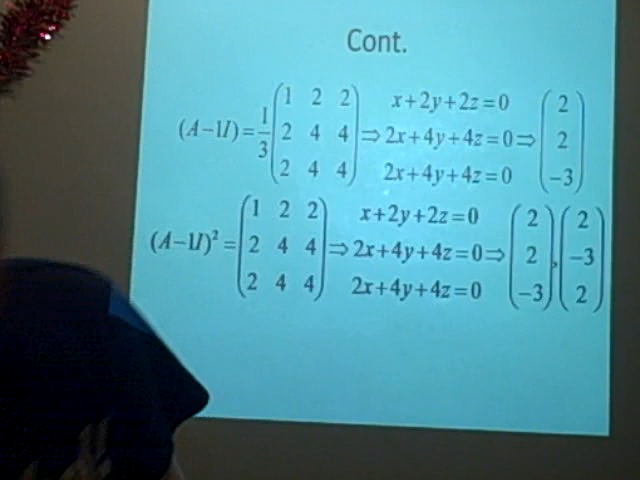 Cont.
(A−1I)=1/3(1 2 2; 2 4 4; 2 4 4)⇒ x+2y+2z=0 2x+4y+4z=0 2x+4y+4z=0 ⇒(2; 2; −3)
(A−1I)²=(1 2 2; 2 4 4; 2 4 4)⇒ x+2y+2z=0 2x+4y+4z=0 2x+4y+4z=0 ⇒(2; 2; −3),(2; −3; 2)